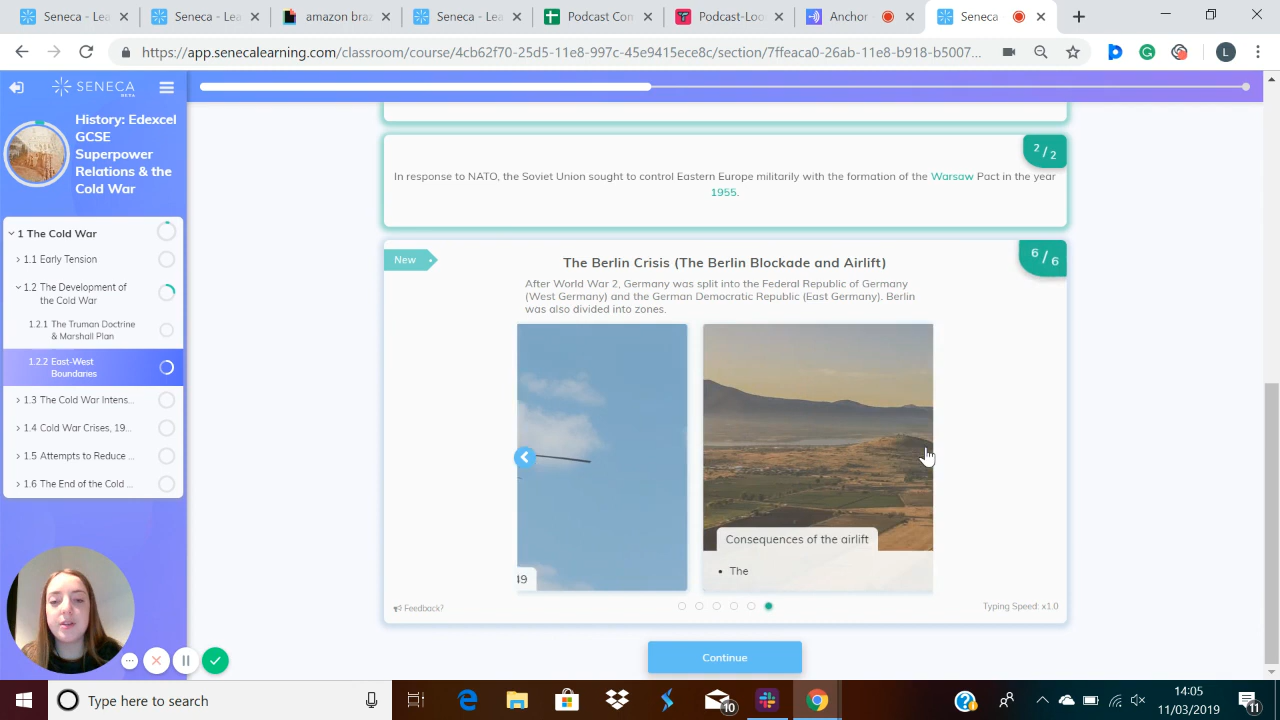 Seneca - Lea
Seneca - Lea
amazon braz
Seneca - Lea
Podcast Con
Podcast-Loo
Anchor
Seneca
https://app.senecalearning.com/classroom/course/4cb62f70-25d5-11e8-997c-45e9415ece8c/section/7ffeaca0-26ab-11e8-b918-b5007...
L
SENECA
BETA
History: Edexcel
GCSE
Superpower
Relations & the
Cold War
1 The Cold War
1.1 Early Tension
1.2 The Development of
the Cold War
1.2.1 The Truman Doctrine
& Marshall Plan
1.2.2 East-West
Boundaries
1.3 The Cold War Intens...
1.4 Cold War Crises, 19...
1.5 Attempts to Reduce ...
1.6 The End of the Cold ...
2/2
In response to NATO, the Soviet Union sought to control Eastern Europe militarily with the formation of the Warsaw Pact in the year
1955.
New
6/6
The Berlin Crisis (The Berlin Blockade and Airlift)
After World War 2, Germany was split into the Federal Republic of Germany
(West Germany) and the German Democratic Republic (East Germany). Berlin
was also divided into zones.
49
Consequences of the airlift
• The
Feedback?
Typing Speed: x1.0
Continue
Type here to search
10
14:05
11/03/2019
11